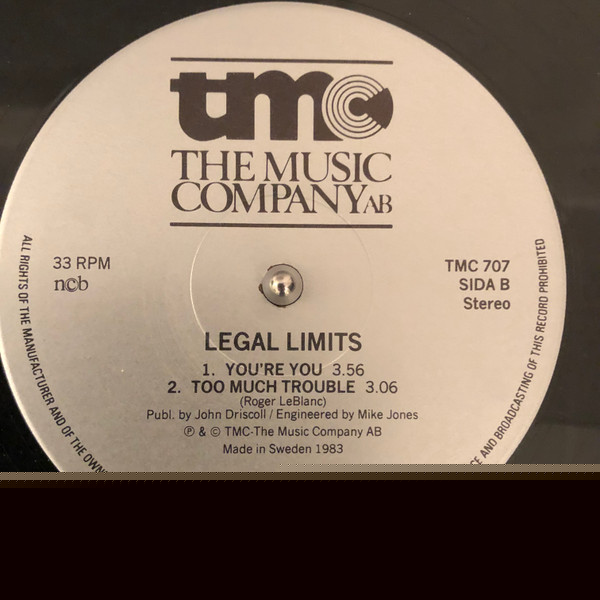 tmc
THE MUSIC
COMPANY AB
33 RPM
ncb
TMC 707
SIDA B
Stereo
LEGAL LIMITS
1. YOU'RE YOU 3.56
2. TOO MUCH TROUBLE 3.06
(Roger LeBlanc)
Publ. by John Driscoll / Engineered by Mike Jones
℗ & © TMC-The Music Company AB
Made in Sweden 1983
ALL RIGHTS OF THE MANUFACTURER AND OF THE
AND BROADCASTING OF THIS RECORD PROHIBITED